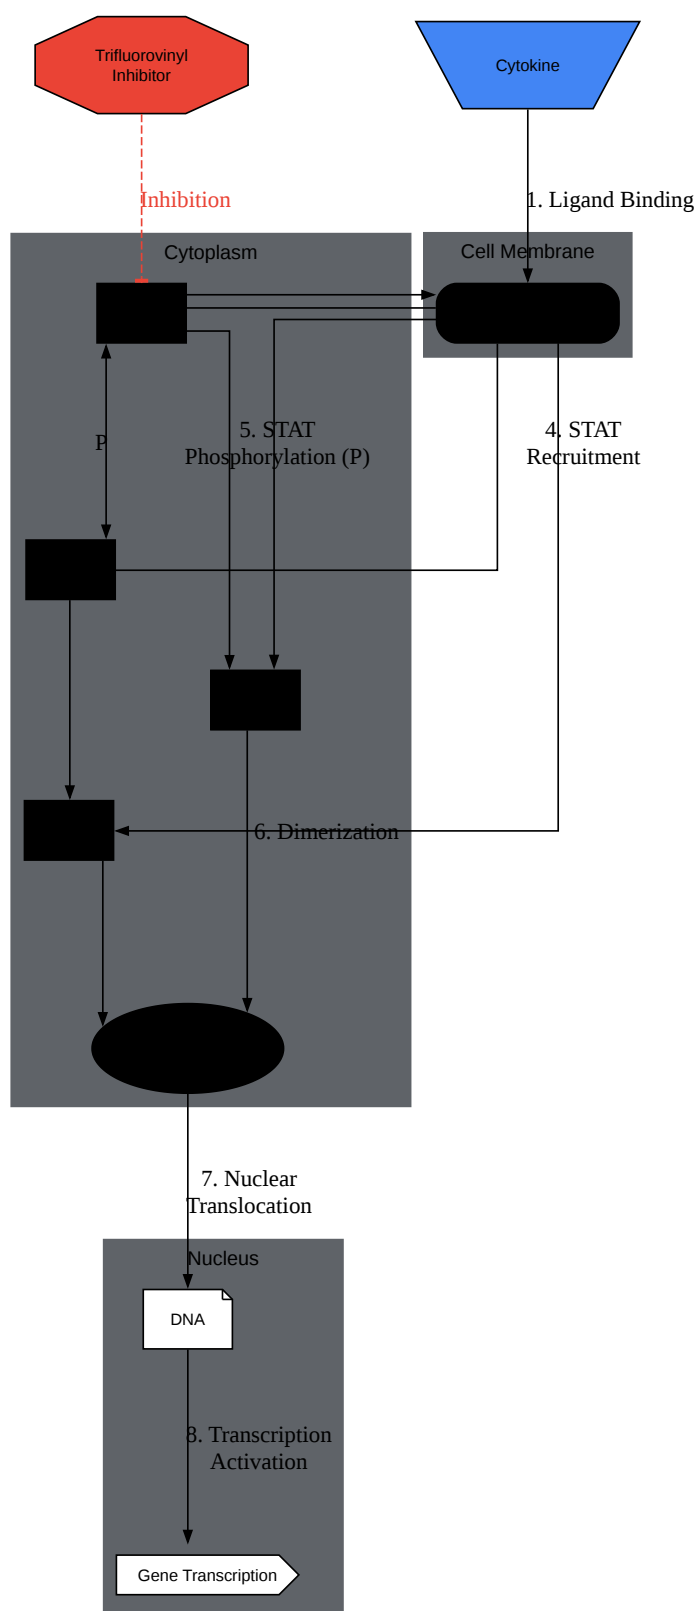 Trifluorovinyl
Inhibitor
Cytokine
Inhibition
1. Ligand Binding
Cytoplasm
Cell Membrane
P
5. STAT
Phosphorylation (P)
4. STAT
Recruitment
6. Dimerization
7. Nuclear
Translocation
Nucleus
DNA
8. Transcription
Activation
Gene Transcription